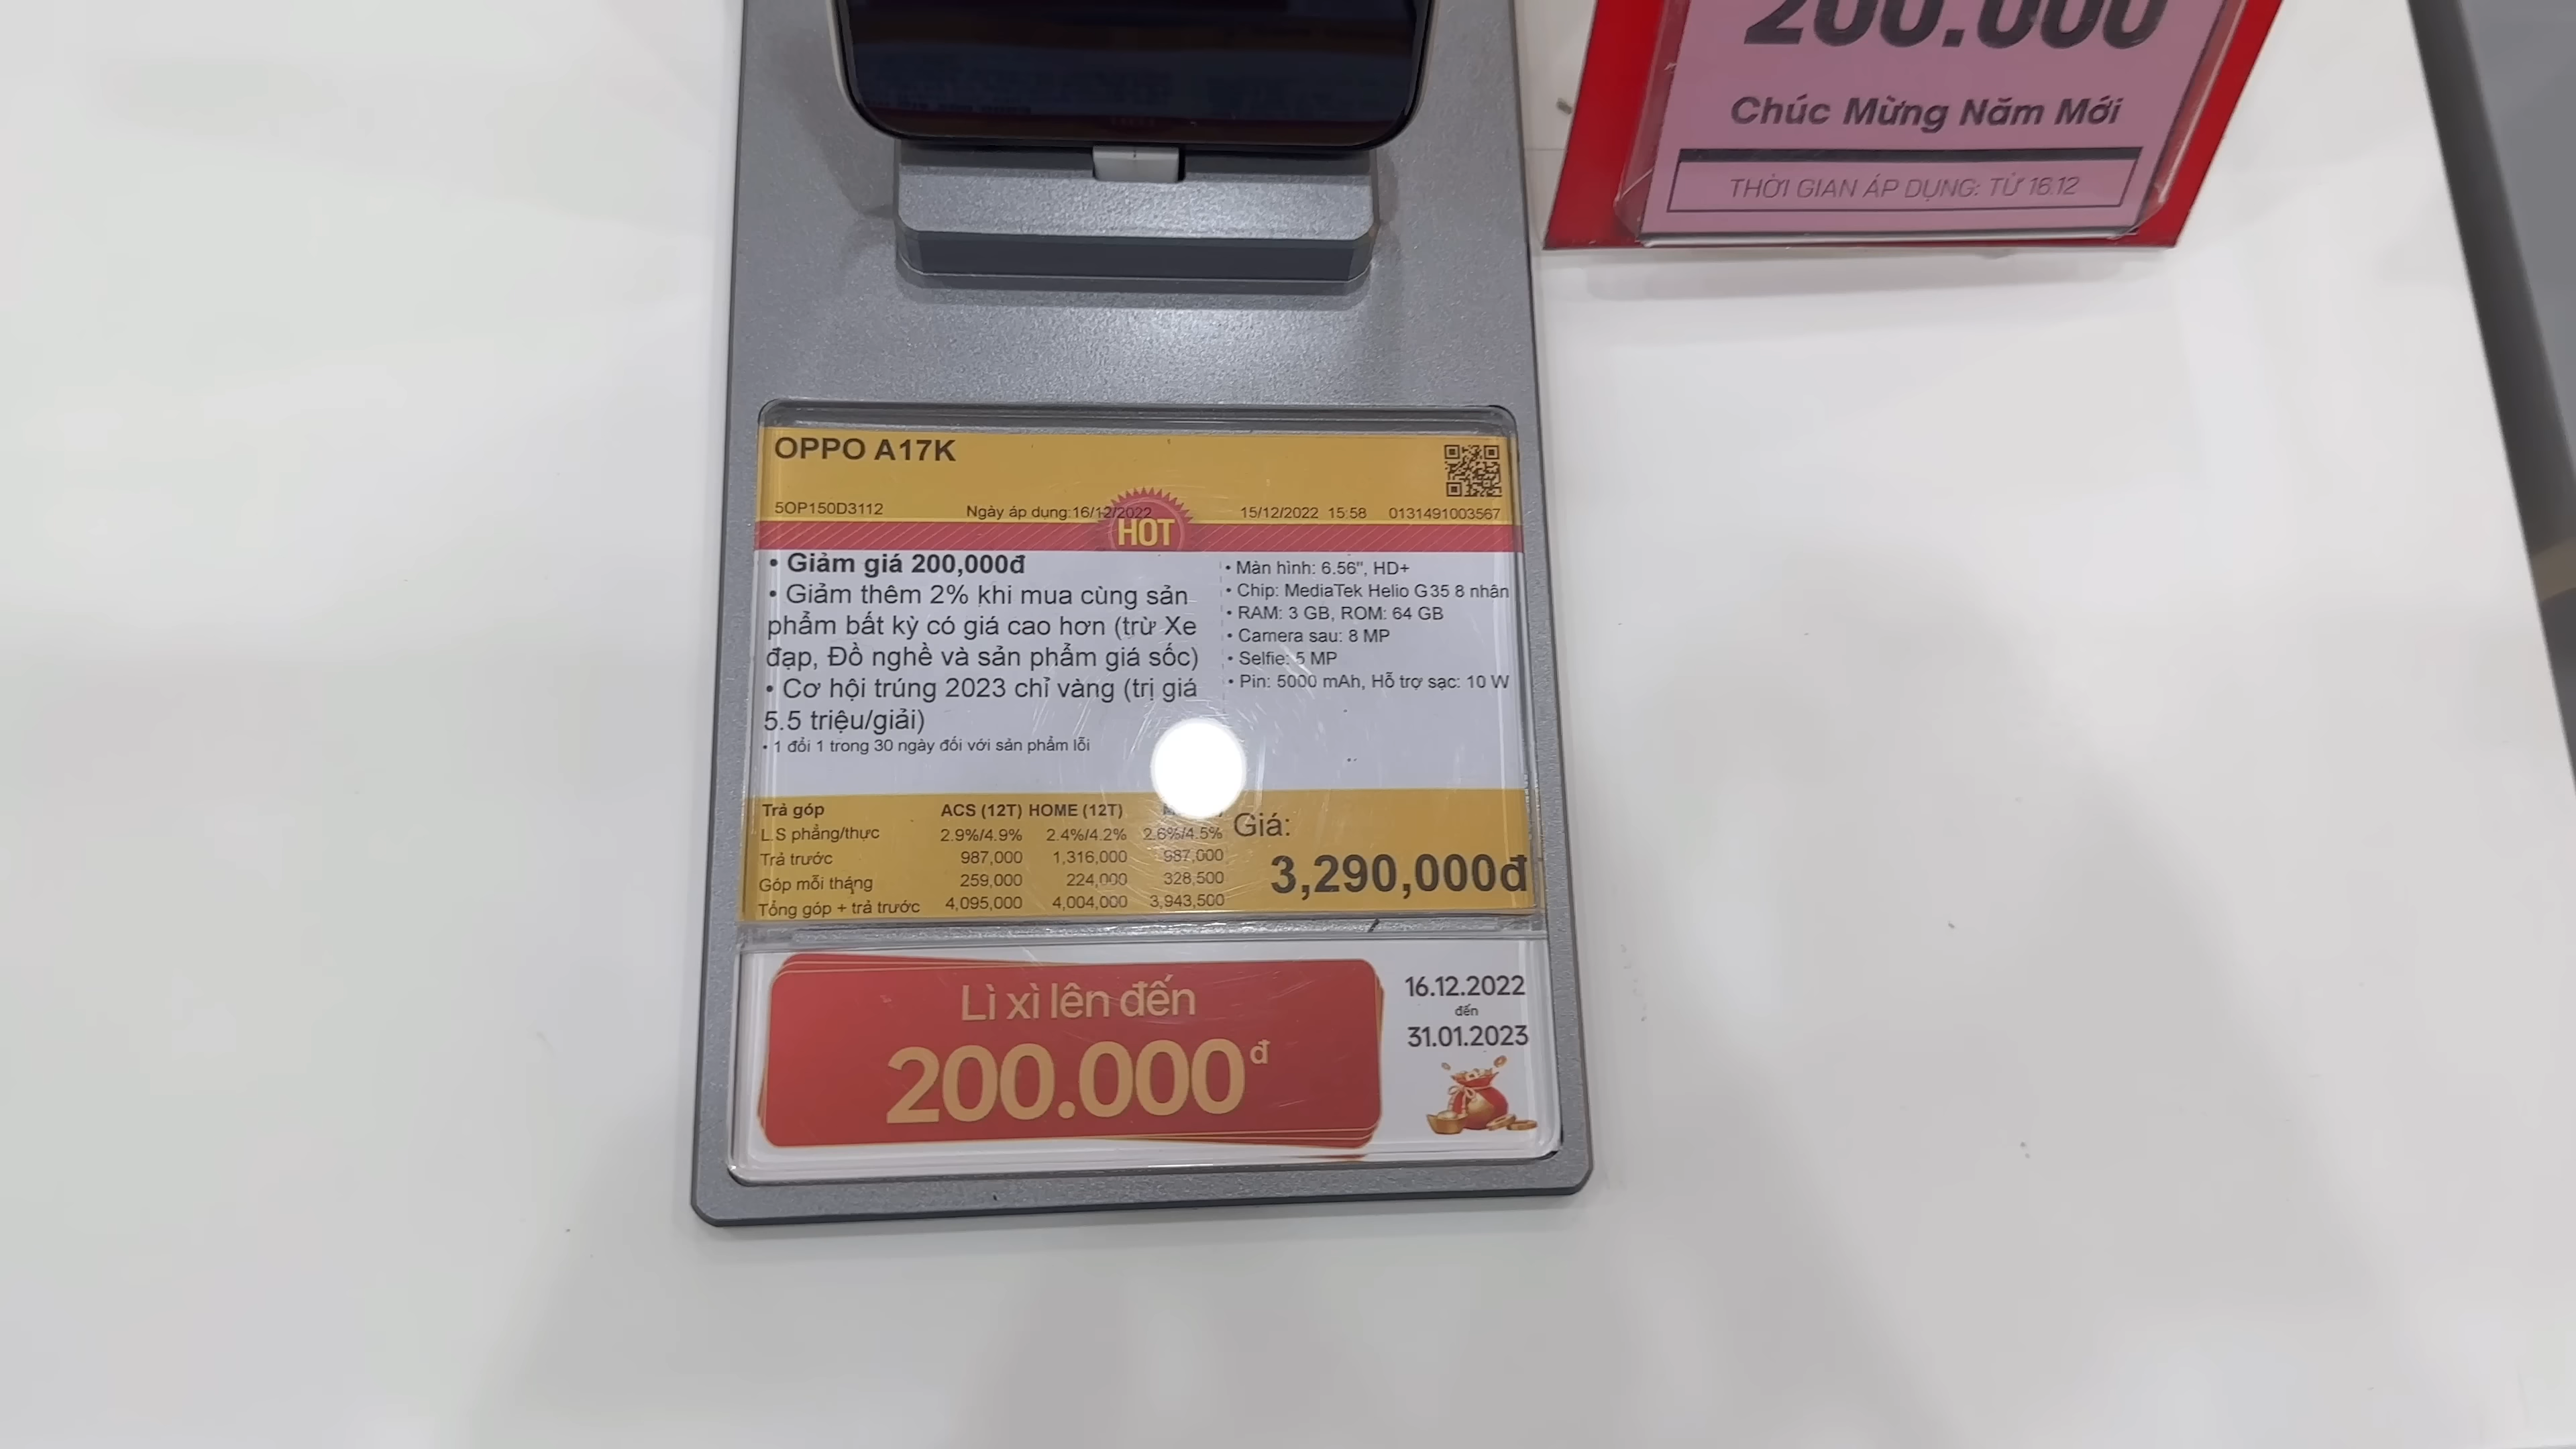 200.000
Chúc Mừng Năm Mới
THỜI GIAN ÁP DỤNG: TỪ 16.12
OPPO A17K
5OP150D3112 Ngày áp dụng:16/12/2022 15/12/2022 15:58 0131491003567
HOT
• Giảm giá 200,000đ
• Giảm thêm 2% khi mua cùng sản
phẩm bất kỳ có giá cao hơn (trừ Xe
đạp, Đồ nghề và sản phẩm giá sốc)
• Cơ hội trúng 2023 chỉ vàng (trị giá
5.5 triệu/giải)
• 1 đổi 1 trong 30 ngày đối với sản phẩm lỗi
• Màn hình: 6.56", HD+
• Chip: MediaTek Helio G35 8 nhân
• RAM: 3 GB, ROM: 64 GB
• Camera sau: 8 MP
• Selfie: 5 MP
• Pin: 5000 mAh, Hỗ trợ sạc: 10 W
Trả góp ACS (12T) HOME (12T)
L.S phẳng/thực 2.9%/4.9% 2.4%/4.2% 2.6%/4.5%
Trả trước 987,000 1,316,000 987,000
Góp mỗi tháng 259,000 224,000 328,500
Tổng góp + trả trước 4,095,000 4,004,000 3,943,500
Giá:
3,290,000đ
Lì xì lên đến
200.000đ
16.12.2022
đến
31.01.2023